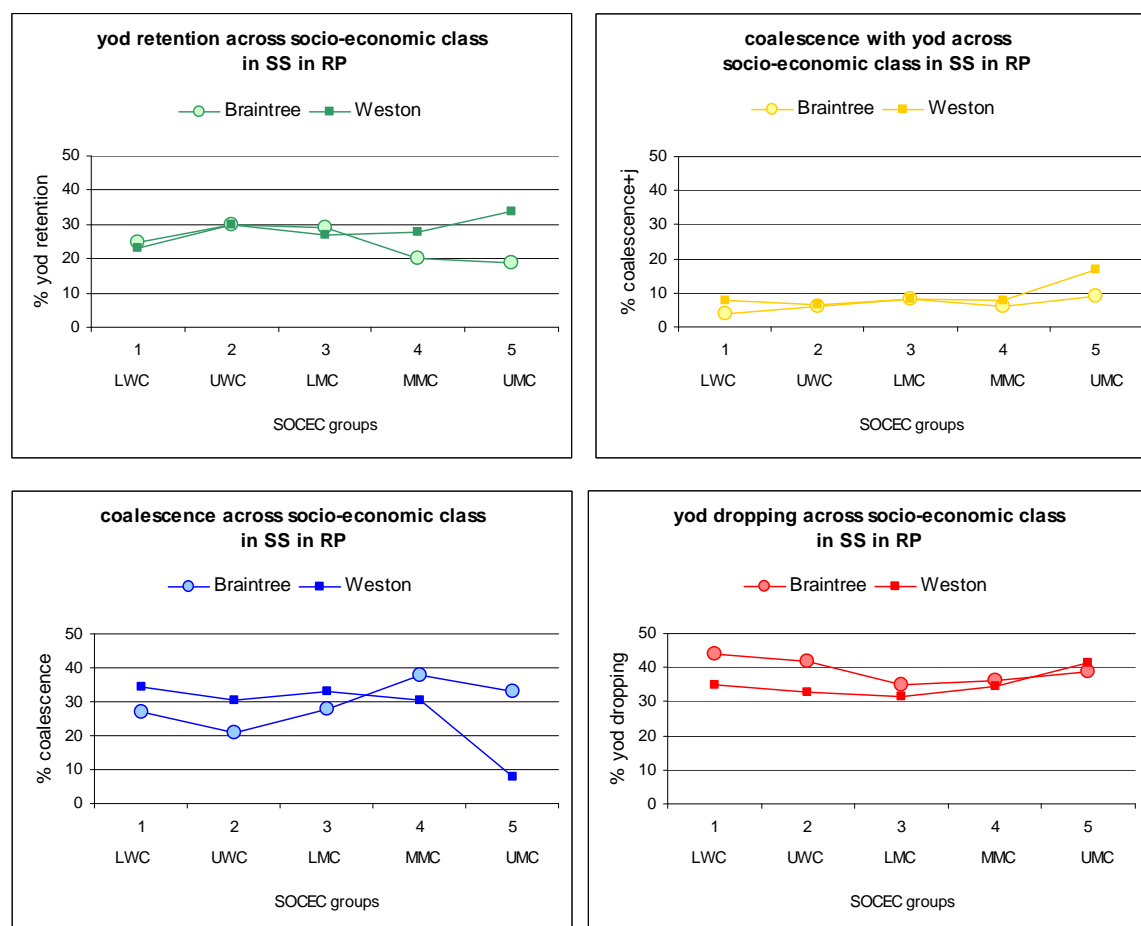 yod retention across socio-economic class
in SS in RP
Braintree Weston
% yod retention
50
40
30
20
10
0
1 2 3 4 5
LWC UWC LMC MMC UMC
SOCEC groups
coalescence with yod across
socio-economic class in SS in RP
Braintree Weston
% coalescence+j
50
40
30
20
10
0
1 2 3 4 5
LWC UWC LMC MMC UMC
SOCEC groups
coalescence across socio-economic class
in SS in RP
Braintree Weston
% coalescence
50
40
30
20
10
0
1 2 3 4 5
LWC UWC LMC MMC UMC
SOCEC groups
yod dropping across socio-economic class
in SS in RP
Braintree Weston
% yod dropping
50
40
30
20
10
0
1 2 3 4 5
LWC UWC LMC MMC UMC
SOCEC groups